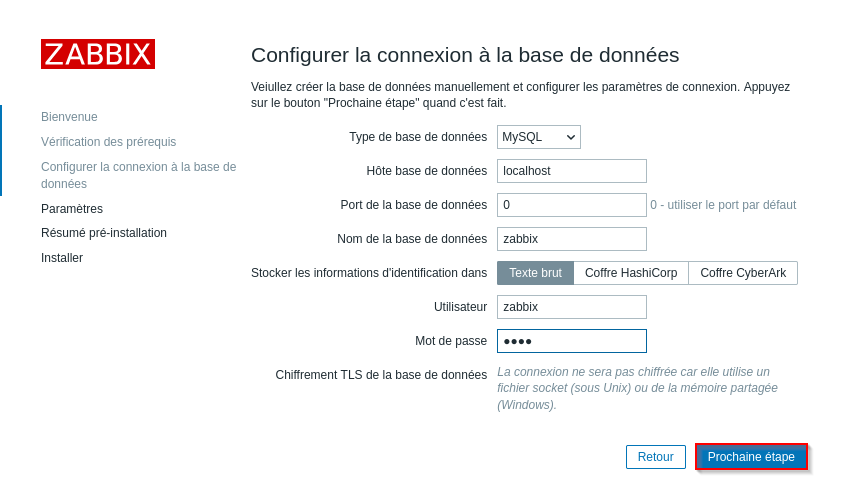 ZABBIX
Bienvenue
Vérification des prérequis
Configurer la connexion à la base de
données
Paramètres
Résumé pré-installation
Installer
Configurer la connexion à la base de données
Veiullez créer la base de données manuellement et configurer les paramètres de connexion. Appuyez
sur le bouton "Prochaine étape" quand c'est fait.
Type de base de données MySQL
Hôte base de données localhost
Port de la base de données 0 0 - utiliser le port par défaut
Nom de la base de données zabbix
Stocker les informations d'identification dans Texte brut Coffre HashiCorp Coffre CyberArk
Utilisateur zabbix
Mot de passe ●●●●
Chiffrement TLS de la base de données La connexion ne sera pas chiffrée car elle utilise un
fichier socket (sous Unix) ou de la mémoire partagée
(Windows).
Retour Prochaine étape